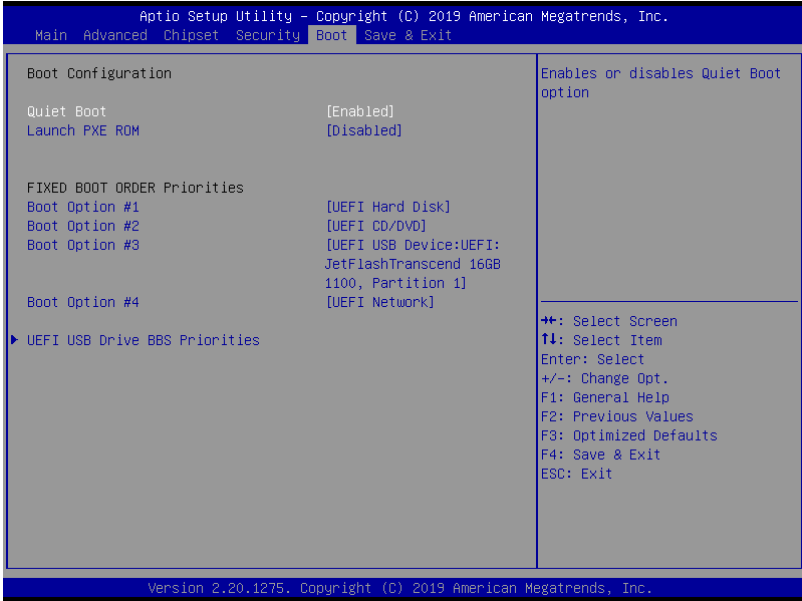 Aptio Setup Utility – Copyright (C) 2019 American Megatrends, Inc.
Main Advanced Chipset Security Boot Save & Exit
Boot Configuration
Quiet Boot [Enabled]
Launch PXE ROM [Disabled]
FIXED BOOT ORDER Priorities
Boot Option #1 [UEFI Hard Disk]
Boot Option #2 [UEFI CD/DVD]
Boot Option #3 [UEFI USB Device:UEFI:
JetFlashTranscend 16GB
1100, Partition 1]
Boot Option #4 [UEFI Network]
UEFI USB Drive BBS Priorities
Enables or disables Quiet Boot
option
→←: Select Screen
↑↓: Select Item
Enter: Select
+/-: Change Opt.
F1: General Help
F2: Previous Values
F3: Optimized Defaults
F4: Save & Exit
ESC: Exit
Version 2.20.1275. Copyright (C) 2019 American Megatrends, Inc.